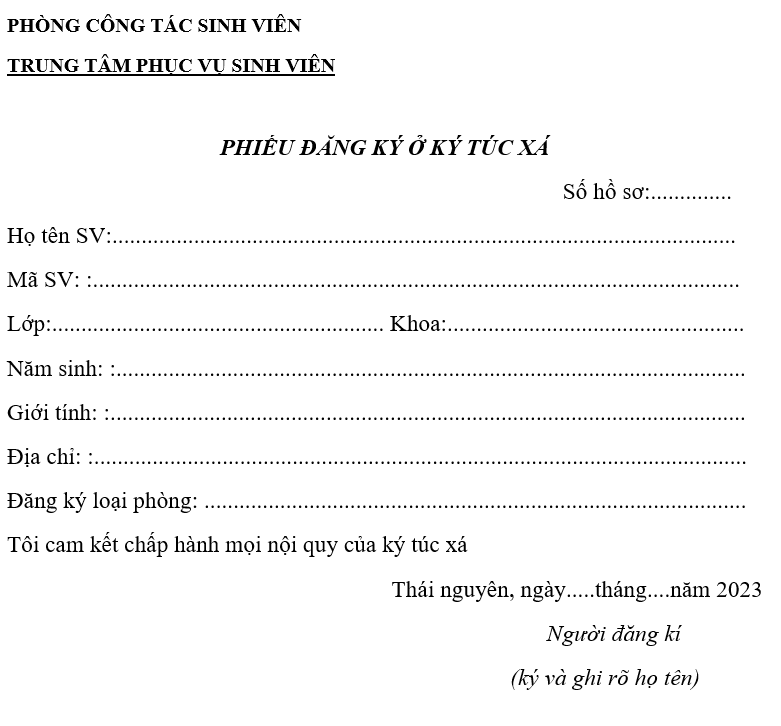 PHÒNG CÔNG TÁC SINH VIÊN
TRUNG TÂM PHỤC VỤ SINH VIÊN
PHIẾU ĐĂNG KÝ Ở KÝ TÚC XÁ
Số hồ sơ:..............
Họ tên SV:..........................................................................................................
Mã SV: :..............................................................................................................
Lớp:......................................................... Khoa:...................................................
Năm sinh: :...........................................................................................................
Giới tính: :............................................................................................................
Địa chỉ: :...............................................................................................................
Đăng ký loại phòng: ............................................................................................
Tôi cam kết chấp hành mọi nội quy của ký túc xá
Thái nguyên, ngày.....tháng....năm 2023
Người đăng kí
(ký và ghi rõ họ tên)